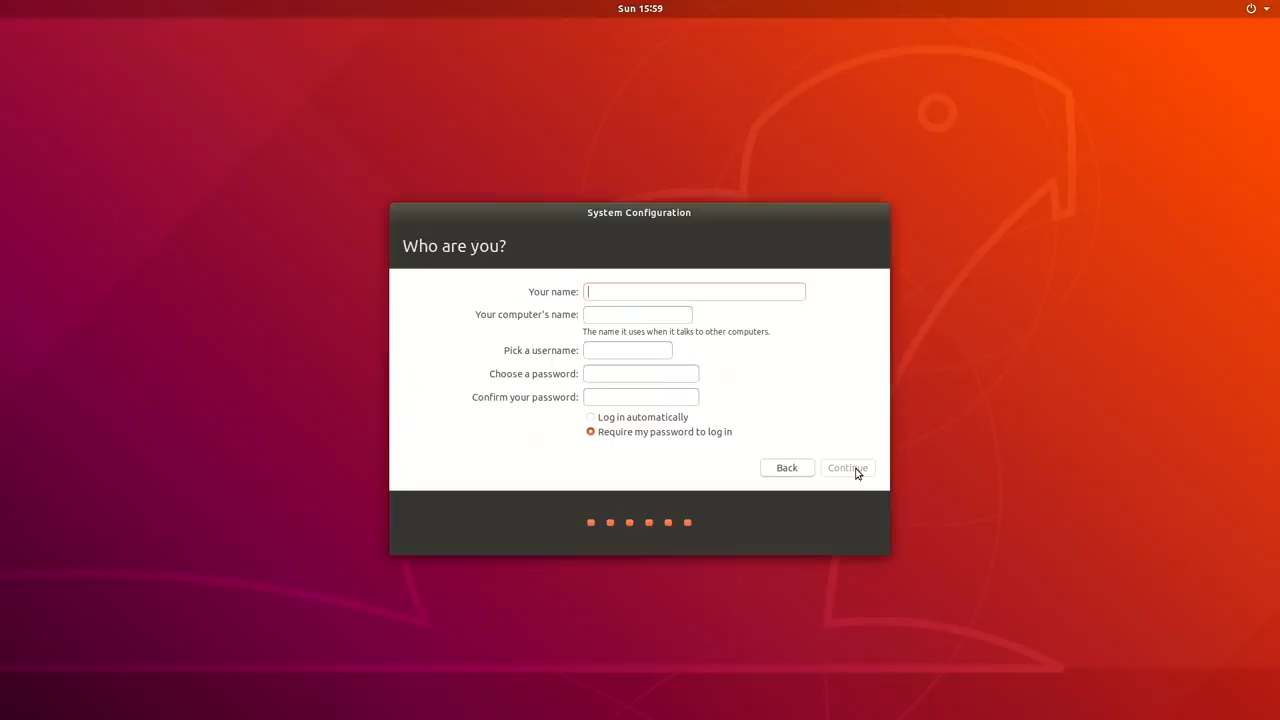 Sun 15:59
System Configuration
Who are you?
Your name:
Your computer's name:
The name it uses when it talks to other computers.
Pick a username:
Choose a password:
Confirm your password:
Log in automatically
Require my password to log in
Back Continue